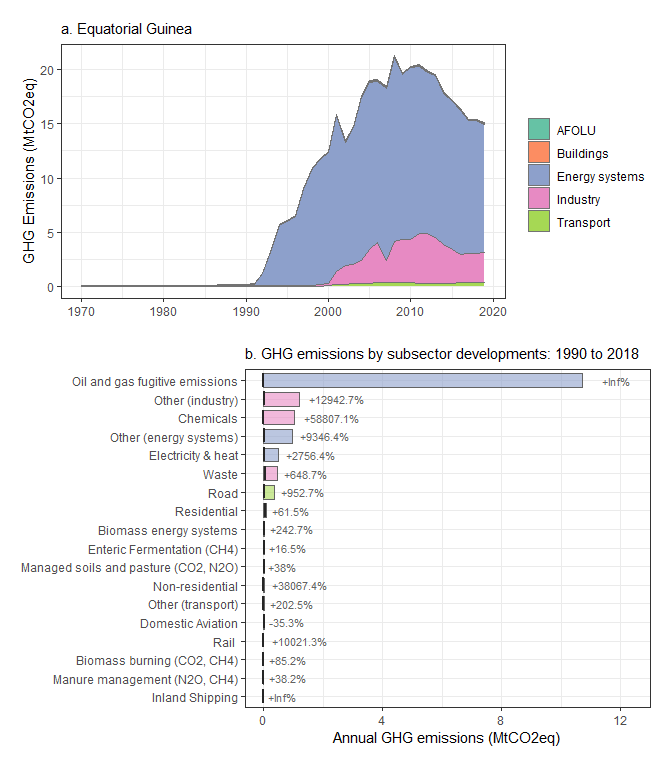 a. Equatorial Guinea
GHG Emissions (MtCO2eq)
20
15
10
5
0
1970 1980 1990 2000 2010 2020
AFOLU
Buildings
Energy systems
Industry
Transport
b. GHG emissions by subsector developments: 1990 to 2018
Oil and gas fugitive emissions +Inf%
Other (industry) +12942.7%
Chemicals +58807.1%
Other (energy systems) +9346.4%
Electricity & heat +2756.4%
Waste +648.7%
Road +952.7%
Residential +61.5%
Biomass energy systems +242.7%
Enteric Fermentation (CH4) +16.5%
Managed soils and pasture (CO2, N2O) +38%
Non-residential +38067.4%
Other (transport) +202.5%
Domestic Aviation -35.3%
Rail +10021.3%
Biomass burning (CO2, CH4) +85.2%
Manure management (N2O, CH4) +38.2%
Inland Shipping +Inf%
0 4 8 12
Annual GHG emissions (MtCO2eq)